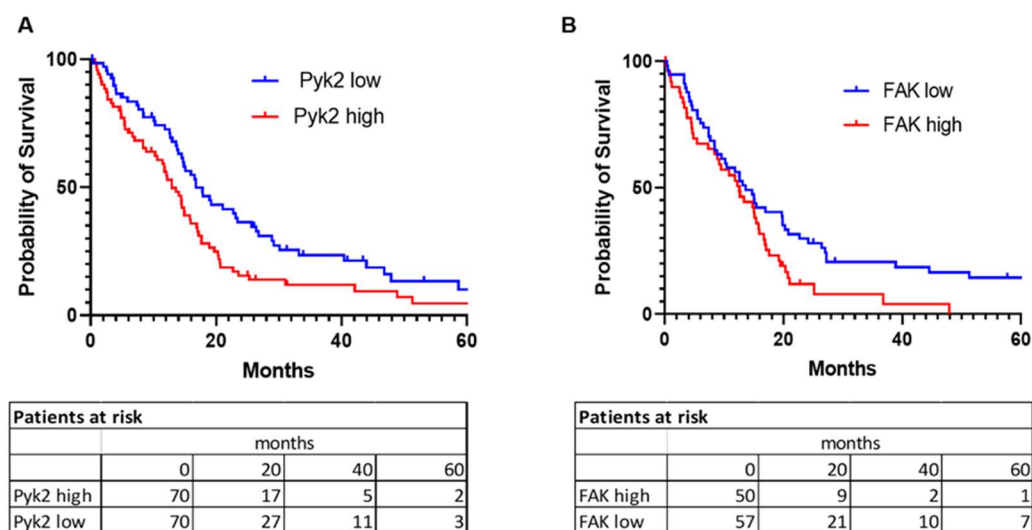 A
Probability of Survival
100
50
0
0 20 40 60
Months
Pyk2 low
Pyk2 high
Patients at risk
months
0 20 40 60
Pyk2 high 70 17 5 2
Pyk2 low 70 27 11 3
B
Probability of Survival
100
50
0
0 20 40 60
Months
FAK low
FAK high
Patients at risk
months
0 20 40 60
FAK high 50 9 2 1
FAK low 57 21 10 7